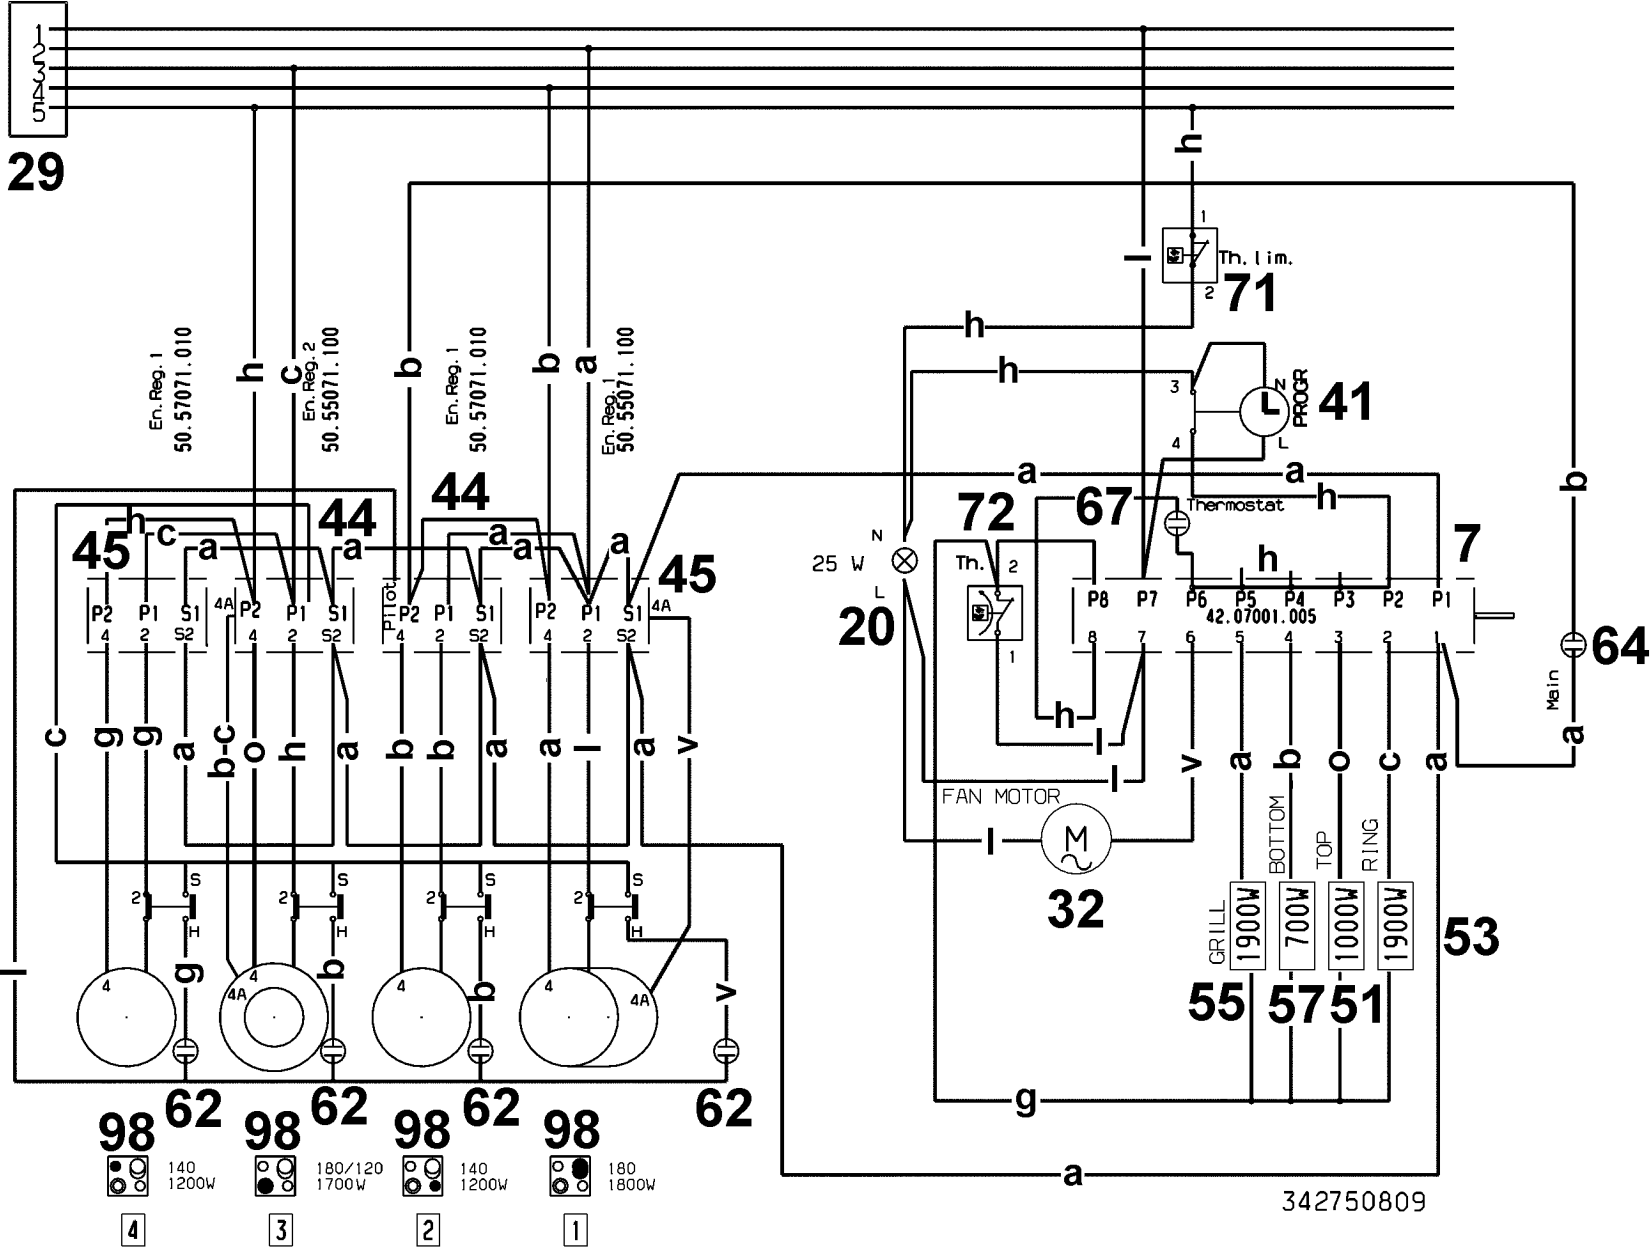 1
2
3
4
5
29
h
1
Th. lim.
2
71
h
h
3
N
PROGR
41
4
L
l
En.Reg. 1
50.57071.010
h
c
En.Reg. 2
50.55071.100
b
En.Reg. 1
50.57071.010
b
a
En.Reg. 1
50.55071.100
b
44
44
a
a
h
45
h
c
a
a
a
a
a
45
72
67
Thermostat
7
N
25 W
L
20
Th.
2
1
h
P2 P1 S1
4 2 S2
4A P2 P1 S1
4 2 S2
Pilot
P2 P1 S1
4 2 S2
P2 P1 S1 4A
4 2 S2
P8 P7 P6 P5 P4 P3 P2 P1
42.07001.005
8 7 6 5 4 3 2 1
64
Main
a
c g g a b-c o h a b b a a l a v
h
l
l
v a b o c a
FAN MOTOR
M
l
32
GRILL
1900W
BOTTOM
700W
TOP
1000W
RING
1900W
53
55 57 51
2 S H
2 S H
2 S H
2 S H
l
g
b
b
v
4
4
4A
4
4
4A
62 62 62 62
98 98 98 98
g
a
140
1200W
180/120
1700W
140
1200W
180
1800W
342750809
4 3 2 1